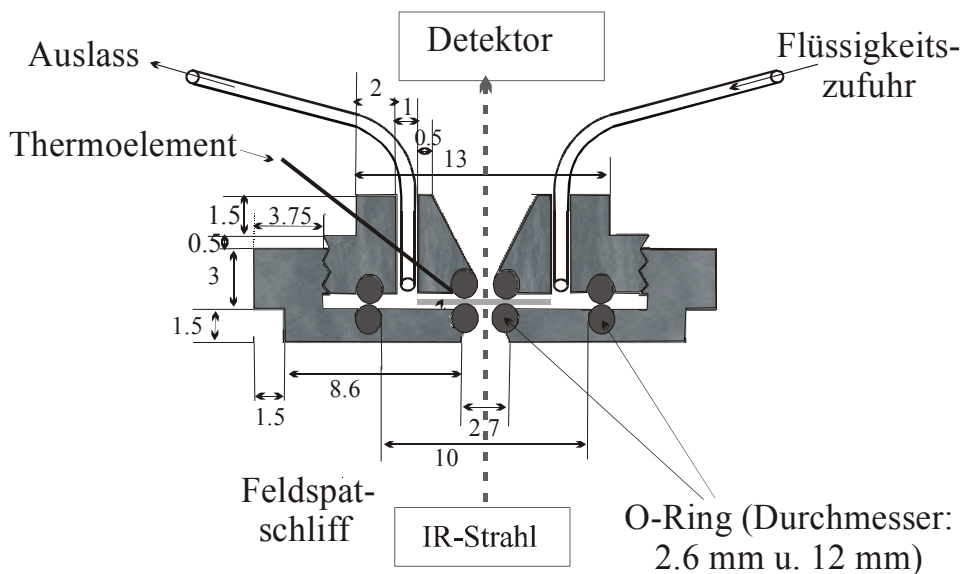 Auslass
Detektor
Flüssigkeits-
zufuhr
2
1
0.5
Thermoelement
13
1.5
3.75
0.5
3
1.5
8.6
1.5
2.7
10
Feldspat-
schliff
IR-Strahl
O-Ring (Durchmesser:
2.6 mm u. 12 mm)